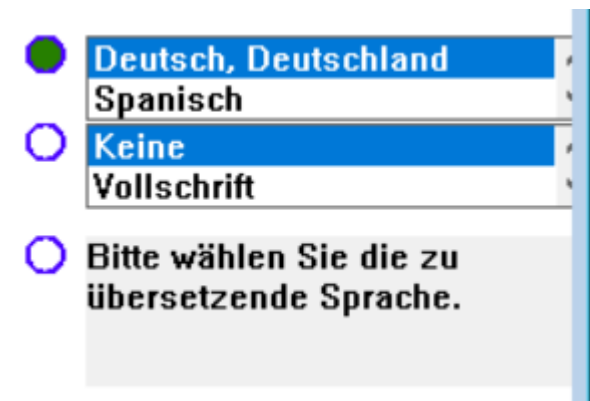 Deutsch, Deutschland
Spanisch
Keine
Vollschrift
Bitte wählen Sie die zu
übersetzende Sprache.